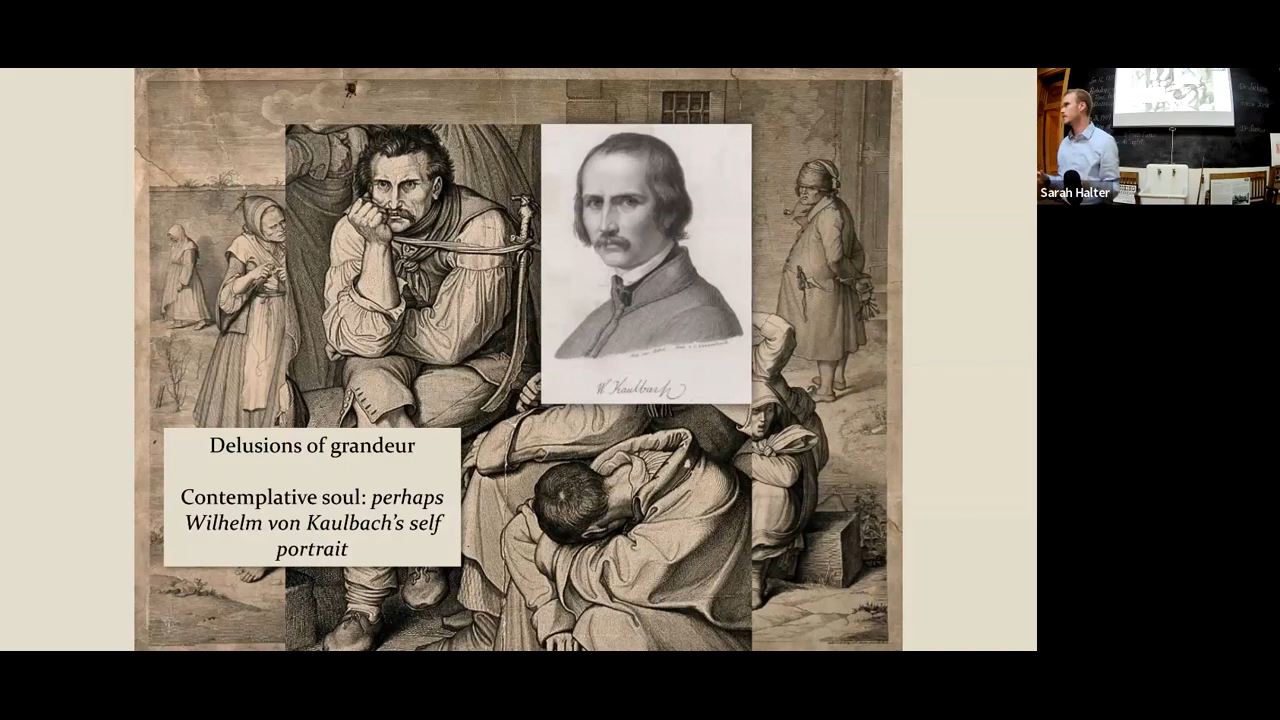 Delusions of grandeur
Contemplative soul: perhaps
Wilhelm von Kaulbach's self
portrait
W Kaulbach
Sarah Halter